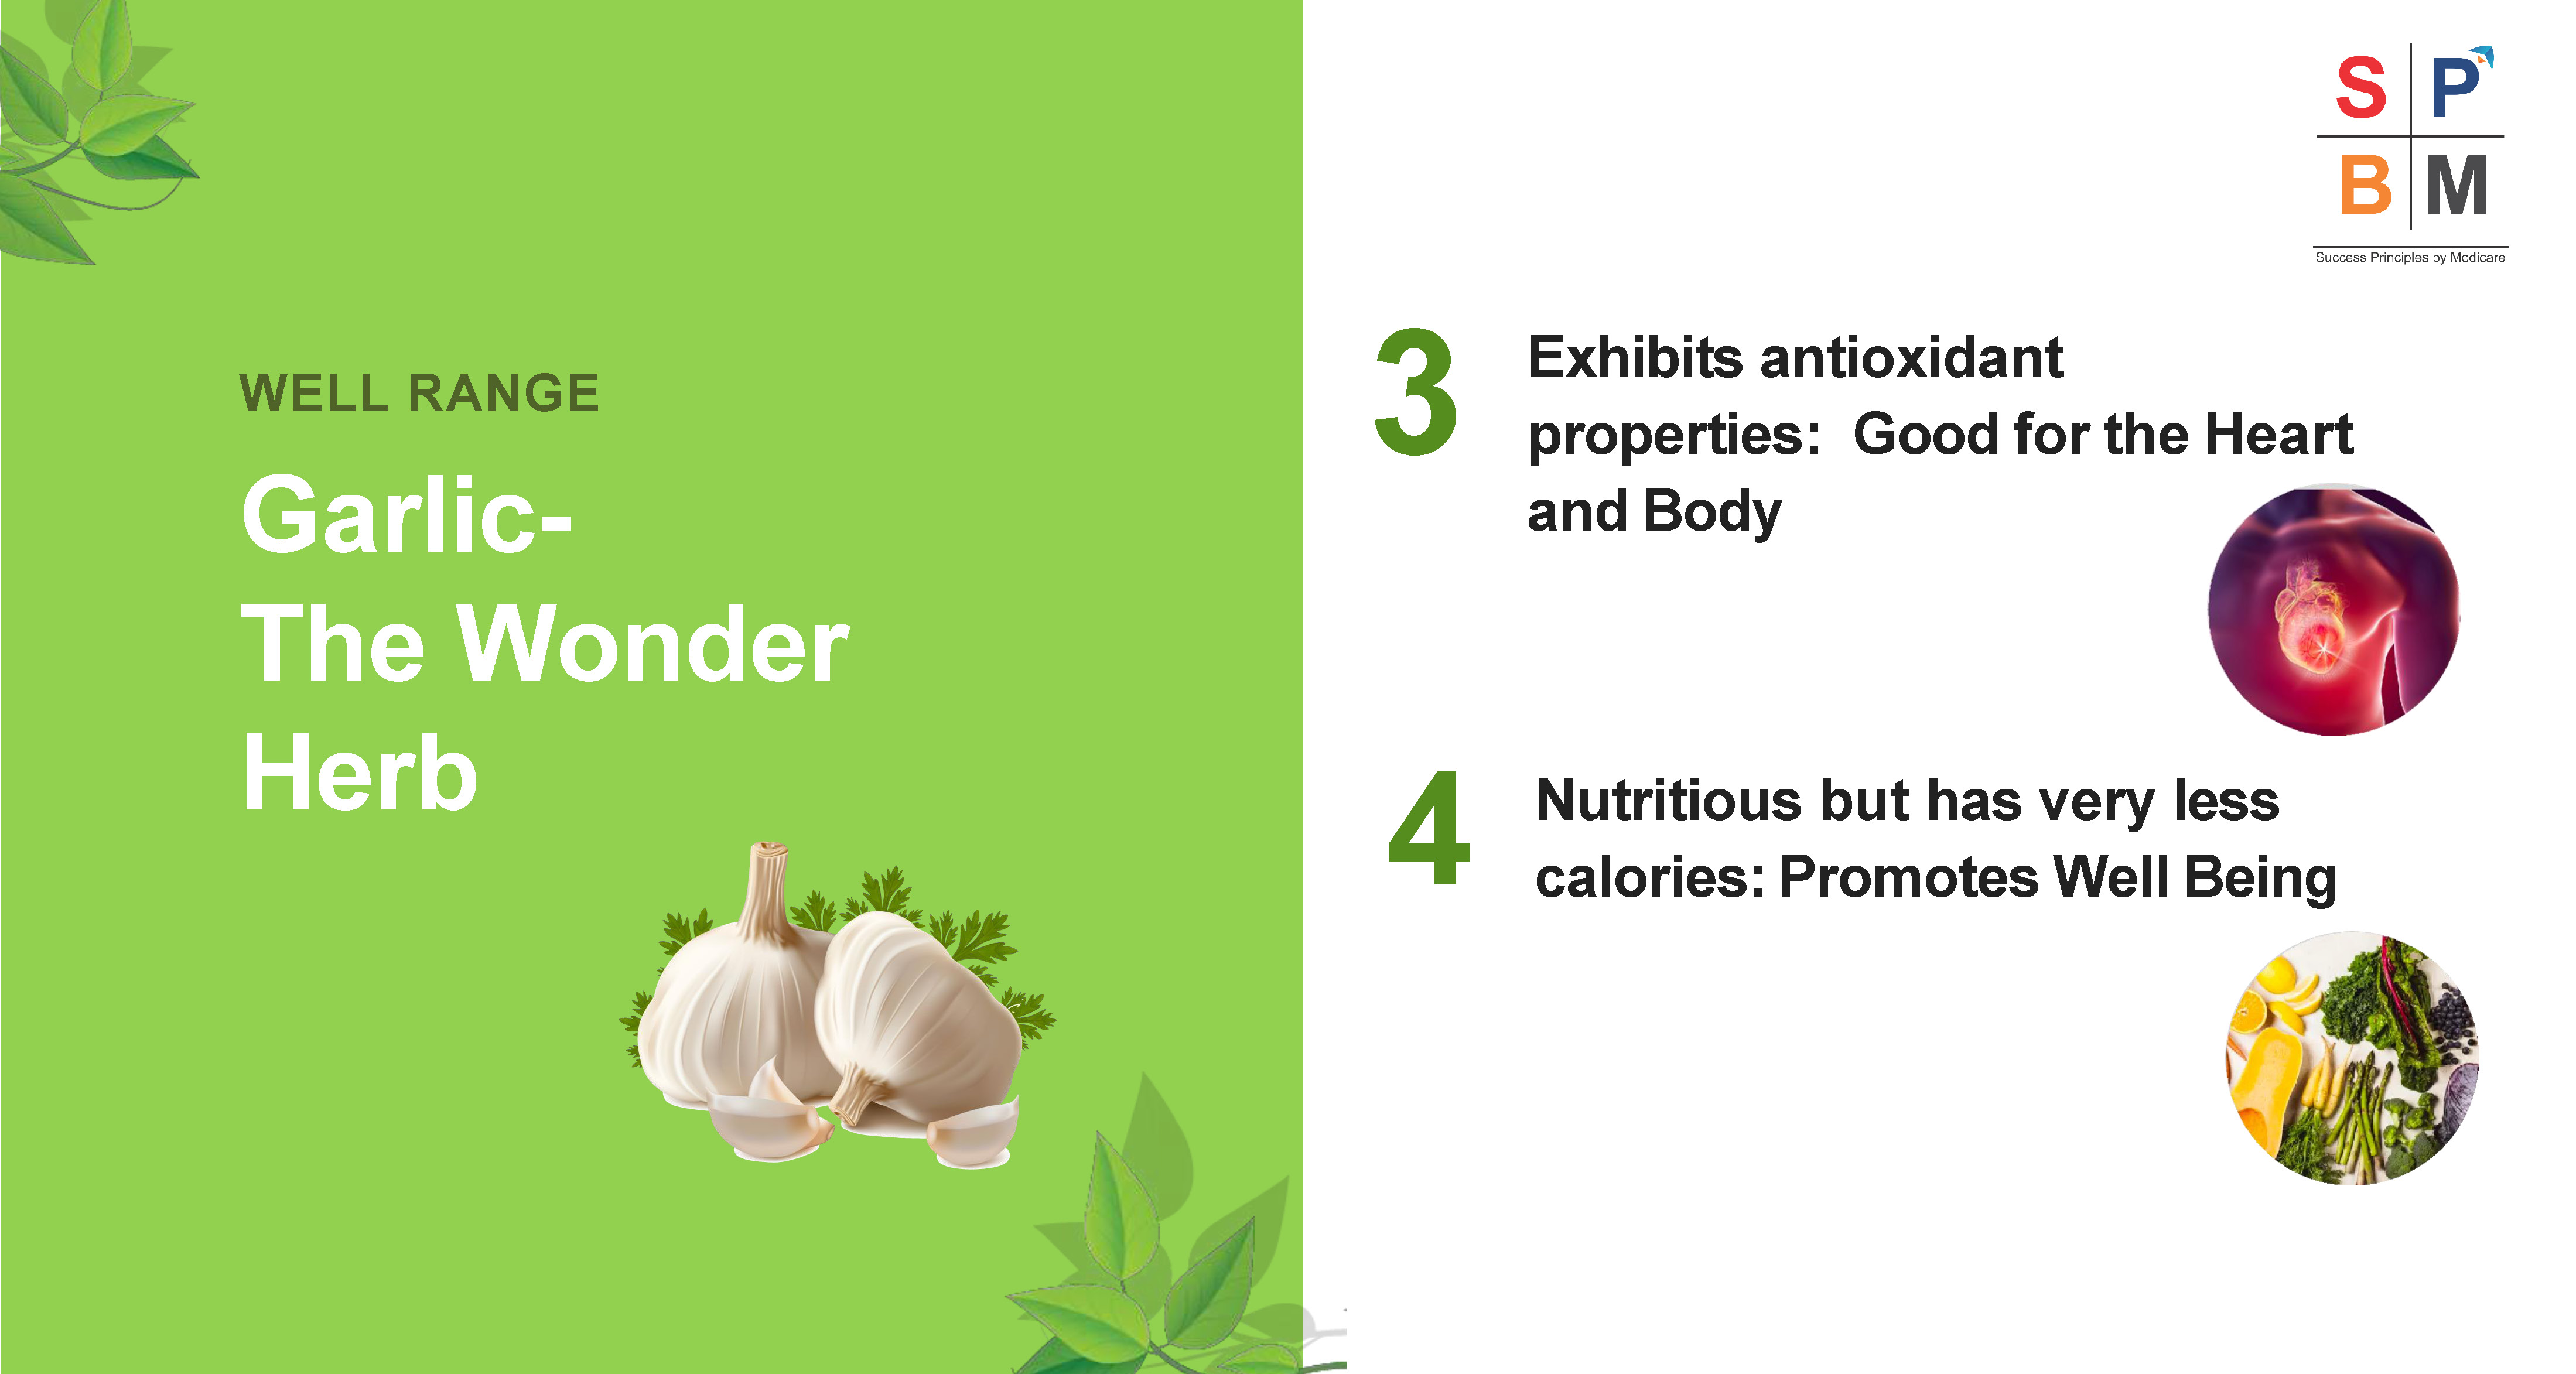 WELL RANGE
Garlic-
The Wonder
Herb
S P
B M
Success Principles by Modicare
3
Exhibits antioxidant
properties: Good for the Heart
and Body
4
Nutritious but has very less
calories: Promotes Well Being